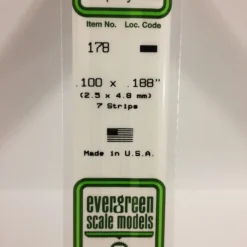 Item No. Loc. Code
178
.100 x .188"
(2.5 x 4.8 mm)
7 Strips
Made in U.S.A.
evergreen
scale models